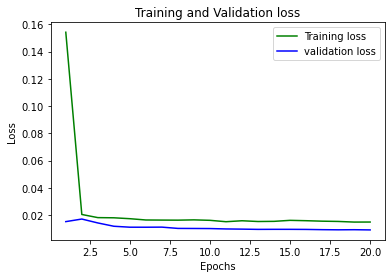 Training and Validation loss
Training loss
validation loss
Loss
0.16
0.14
0.12
0.10
0.08
0.06
0.04
0.02
2.5 5.0 7.5 10.0 12.5 15.0 17.5 20.0
Epochs